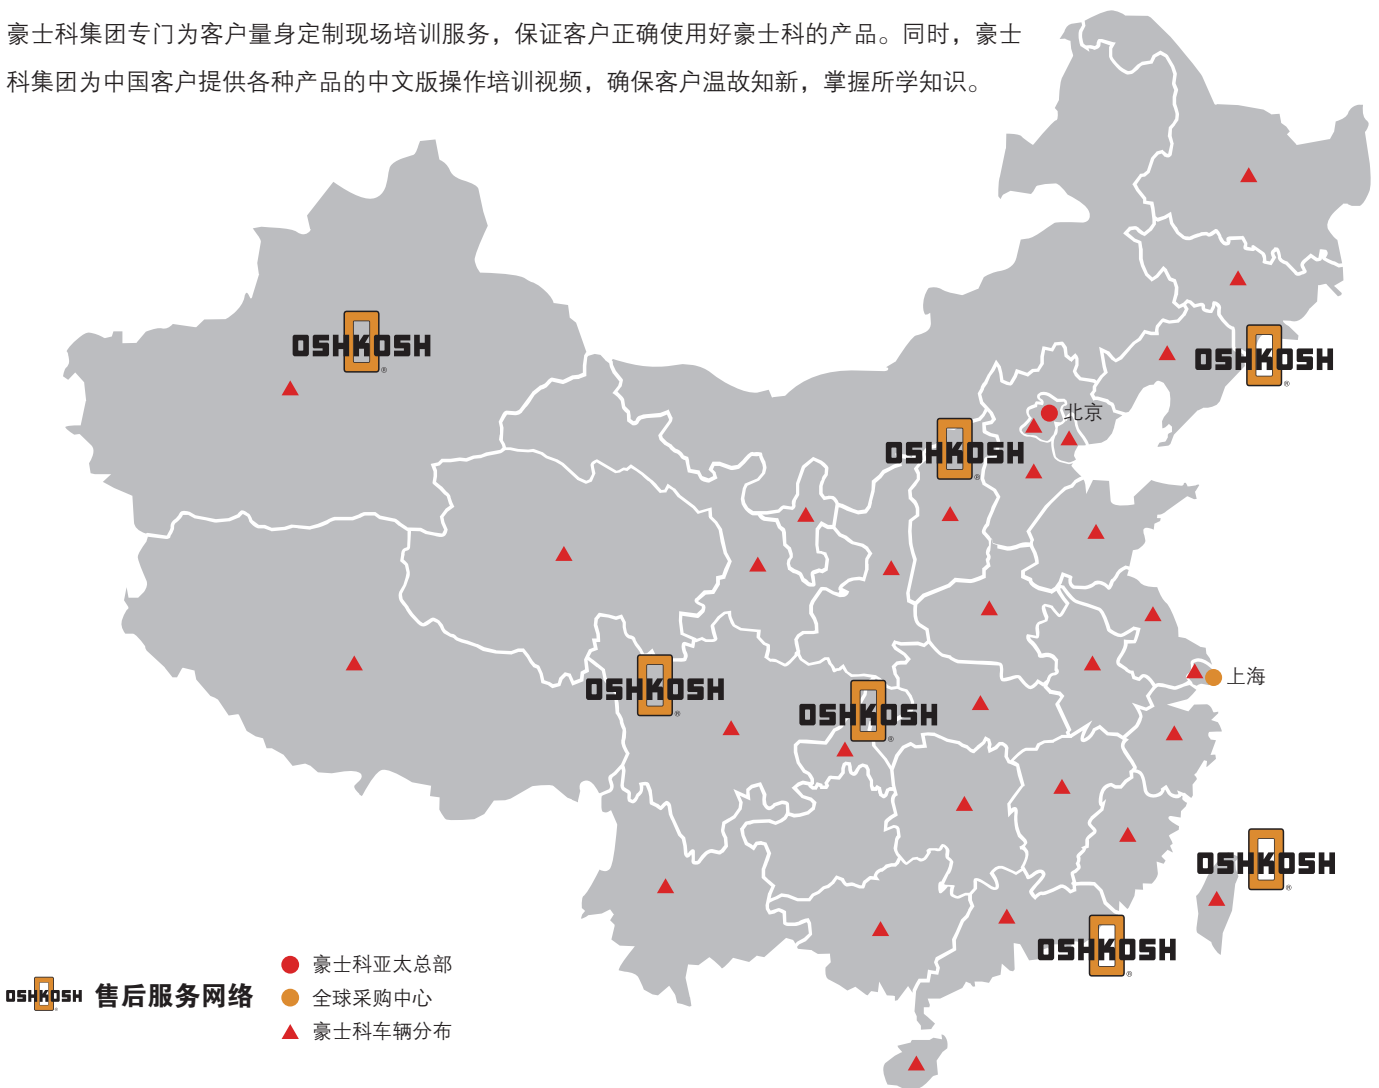 豪士科集团专门为客户量身定制现场培训服务，保证客户正确使用好豪士科的产品。同时，豪士
科集团为中国客户提供各种产品的中文版操作培训视频，确保客户温故知新，掌握所学知识。
OSHKOSH®
OSHKOSH®
北京
OSHKOSH®
上海
OSHKOSH®
OSHKOSH®
OSHKOSH®
OSHKOSH®
豪士科亚太总部
OSHKOSH® 售后服务网络
全球采购中心
豪士科车辆分布